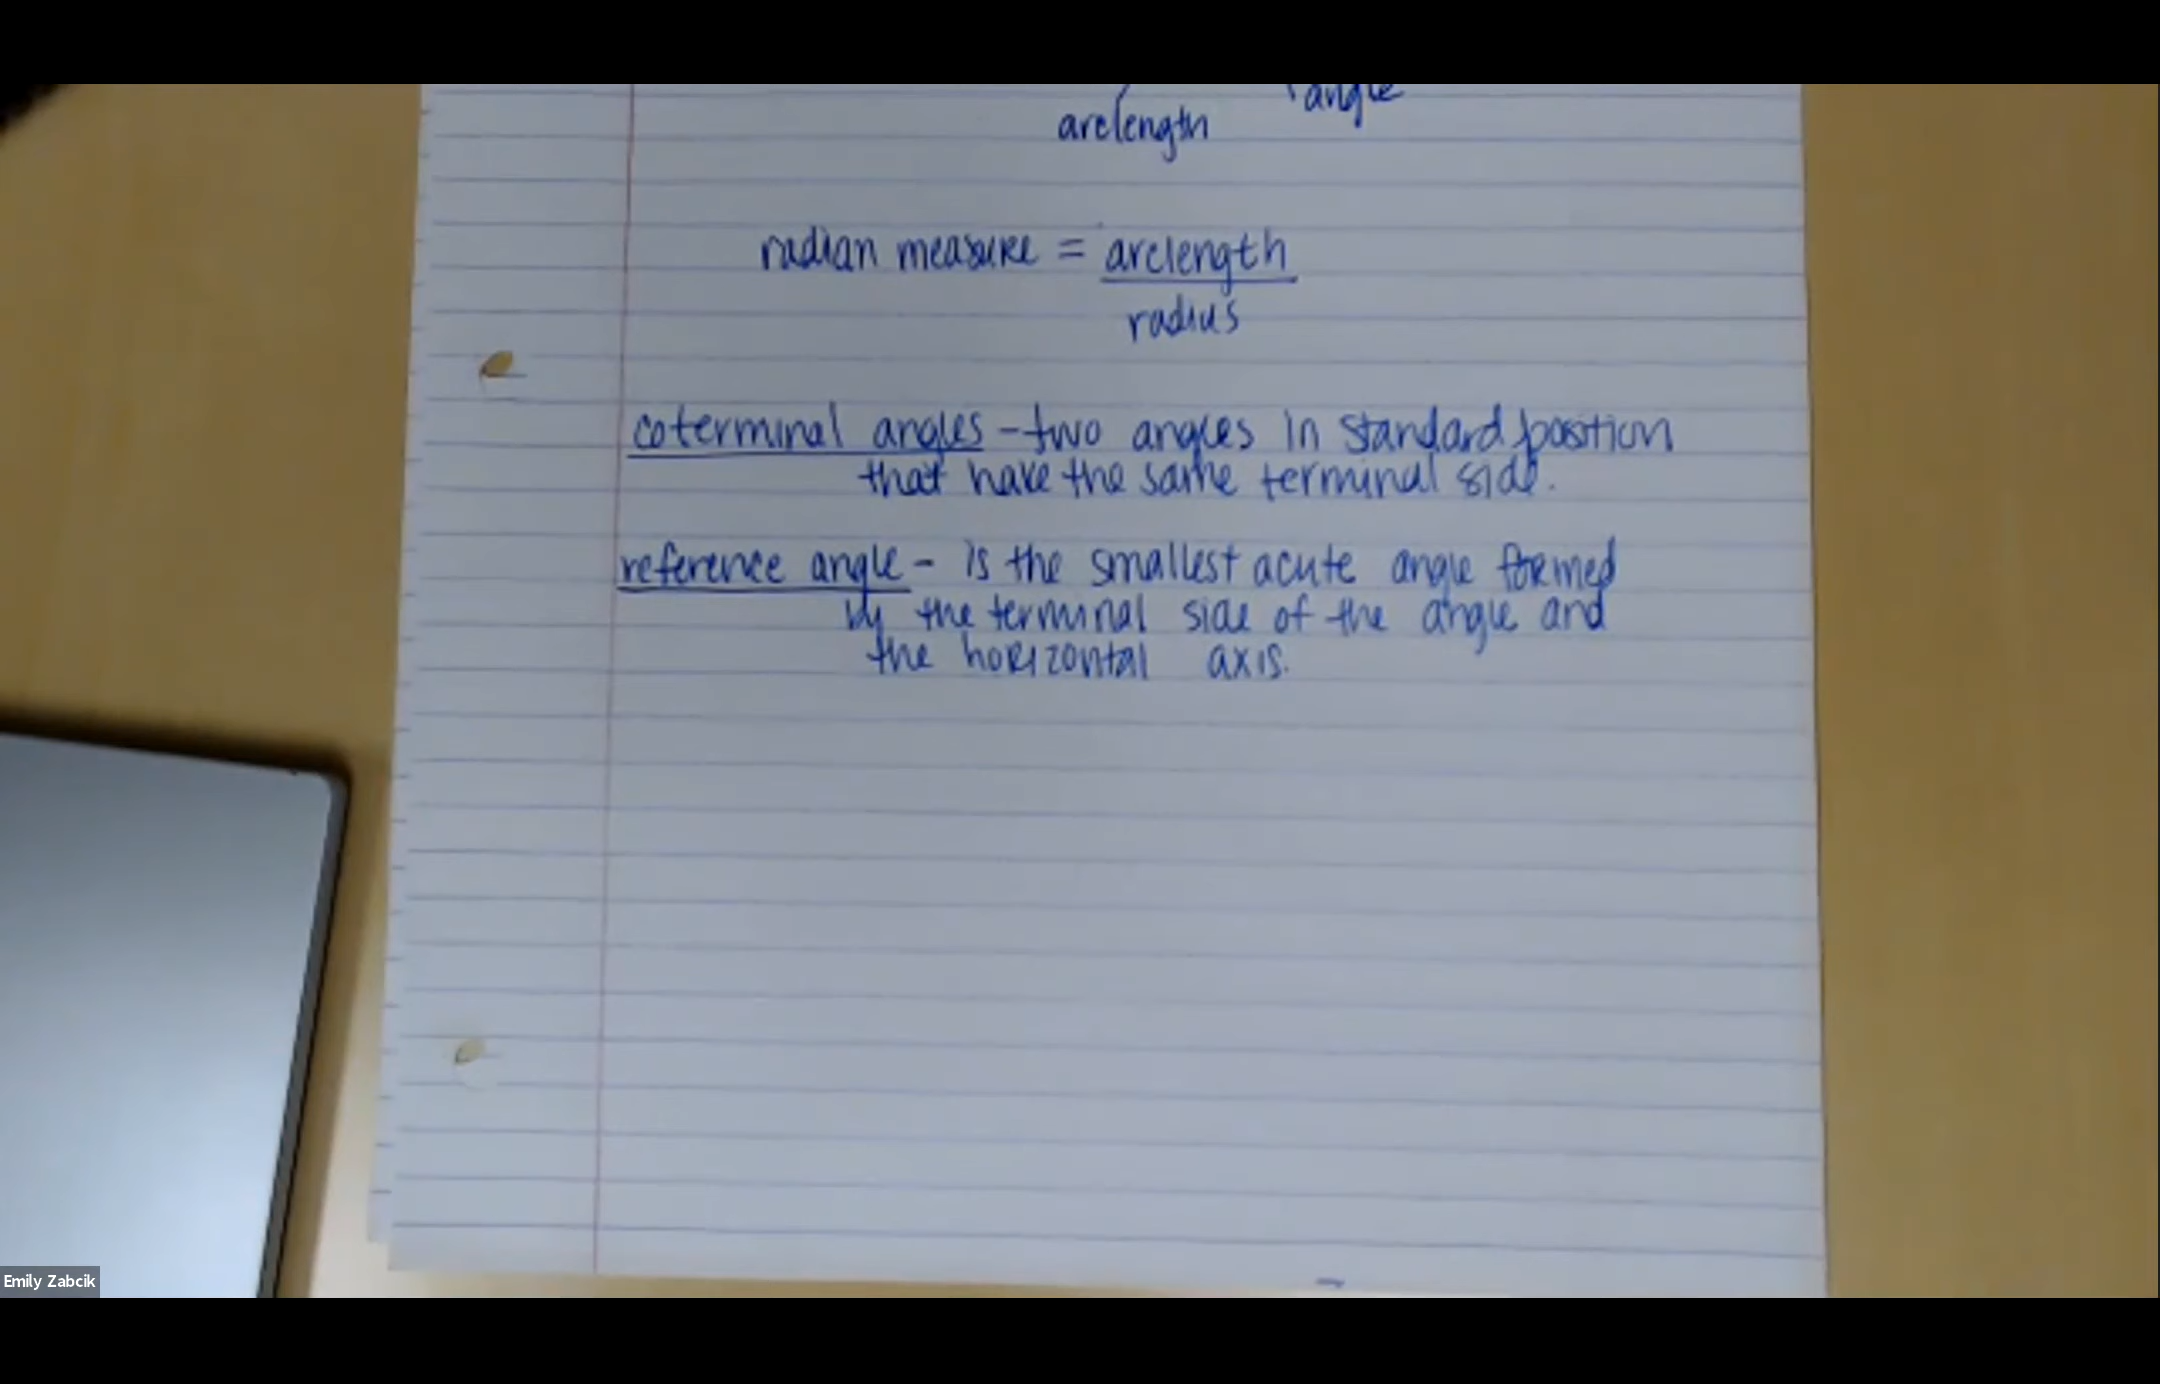 angle
arclength
radian measure = arclength
radius
coterminal angles - two angles in standard position
that have the same terminal side.
reference angle - is the smallest acute angle formed
by the terminal side of the angle and
the horizontal axis.
Emily Zabcik